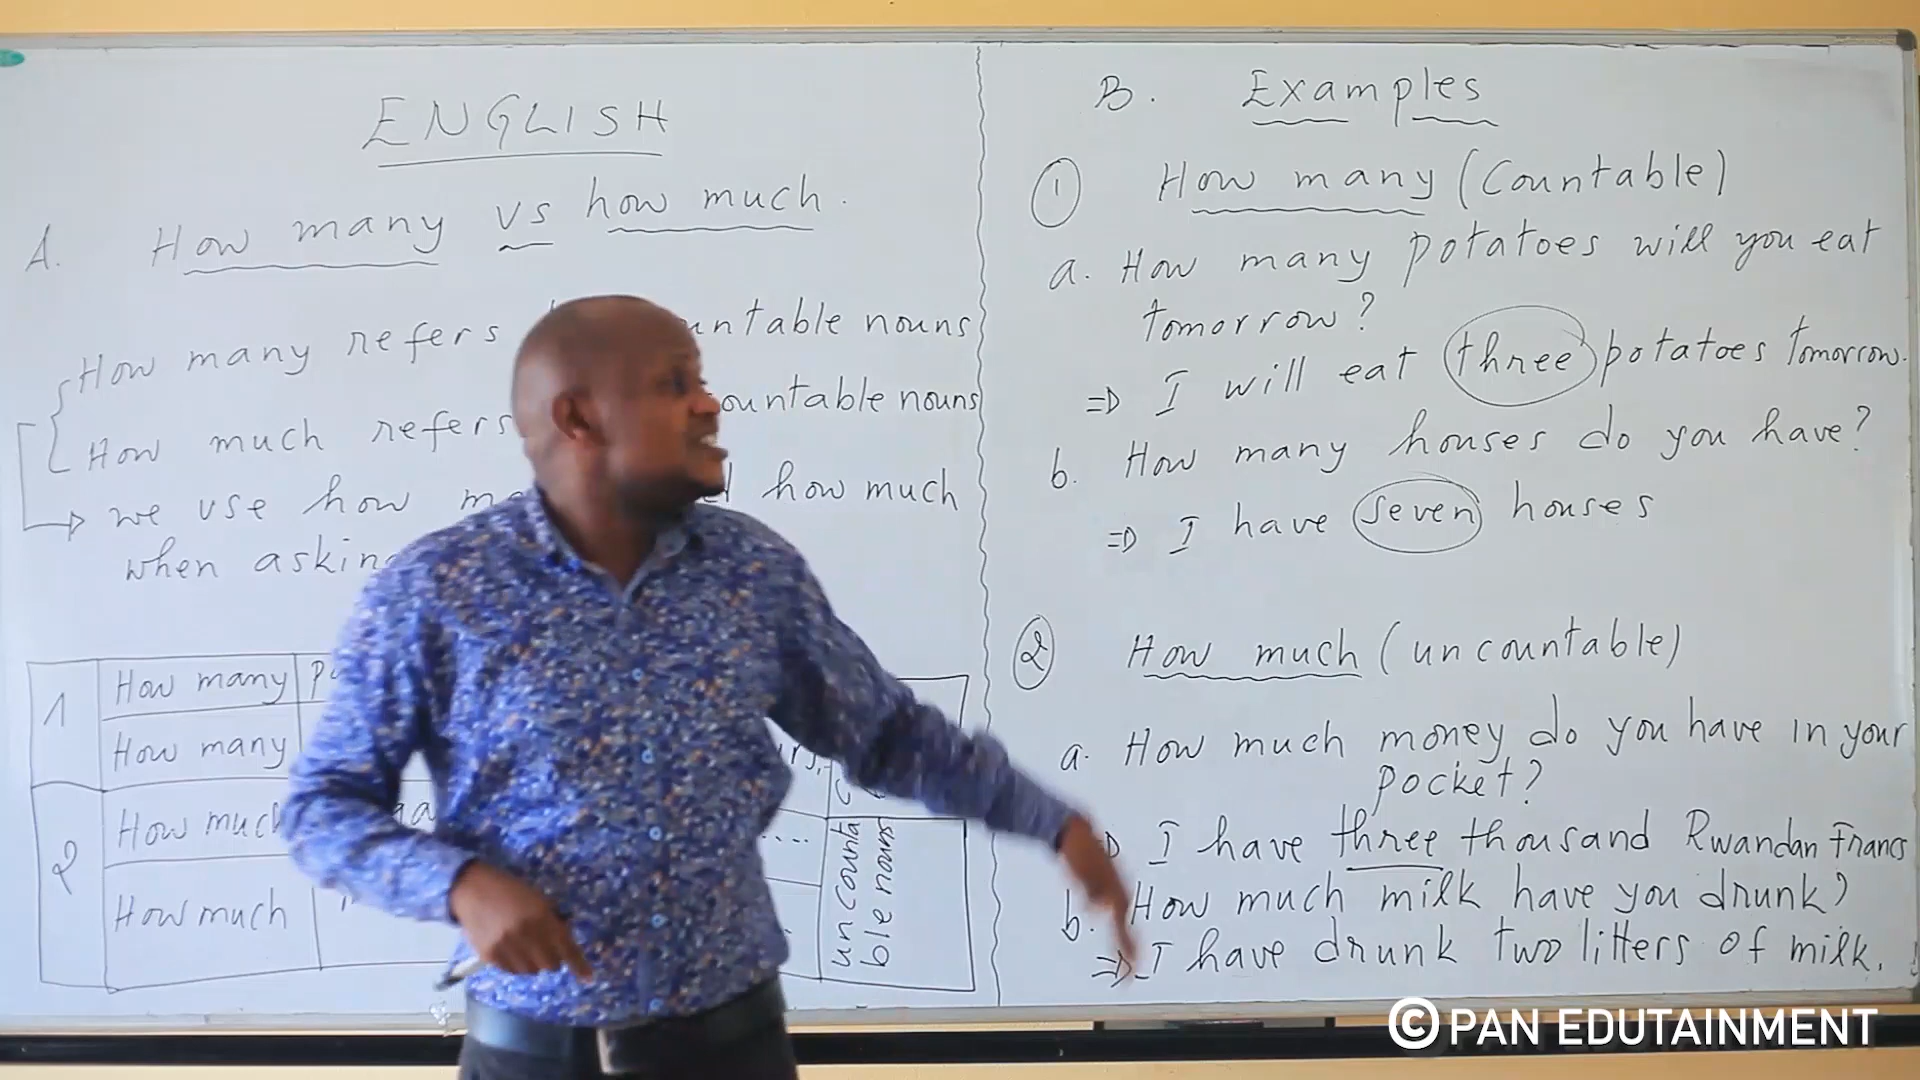 ENGLISH
A. How many vs how much.
How many refers countable nouns
How much refers countable nouns
we use how how much
when asking
1 How many
How many
2 How much
How much
uncounta
ble nouns
B. Examples
1 How many (Countable)
a. How many potatoes will you eat
tomorrow?
⇒ I will eat three potatoes tomorrow.
b. How many houses do you have?
⇒ I have seven houses
2 How much (uncountable)
a. How much money do you have in your
pocket?
⇒ I have three thousand Rwandan Francs
b. How much milk have you drunk?
⇒ I have drunk two litters of milk.
© PAN EDUTAINMENT